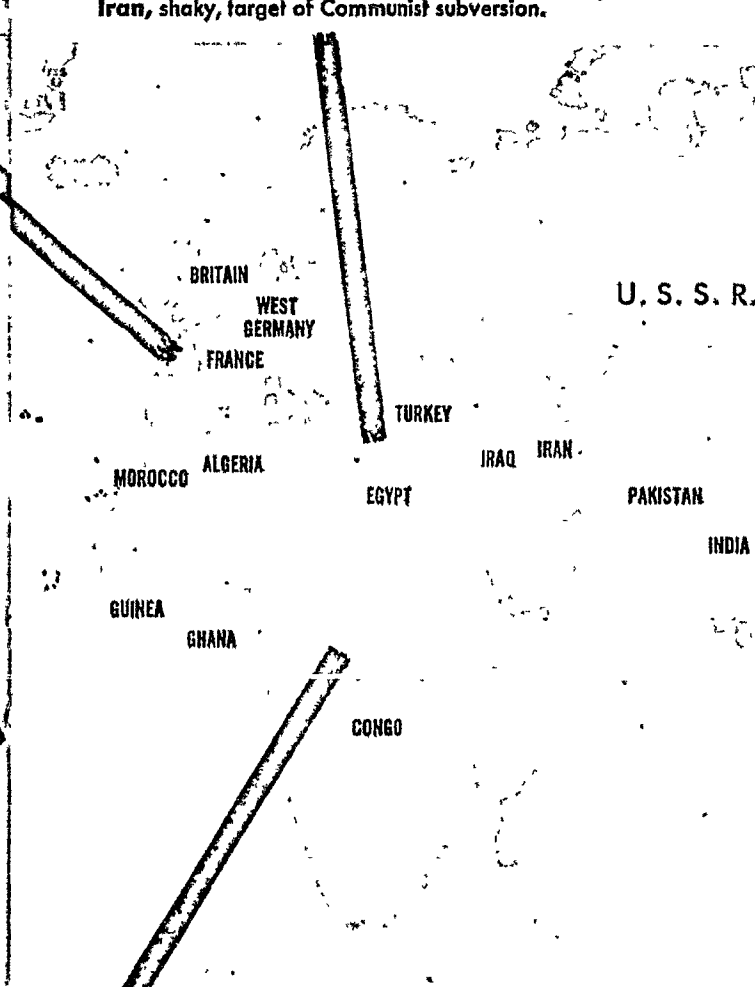 Iran, shaky, target of Communist subversion.
BRITAIN
WEST
GERMANY
U. S. S. R.
FRANCE
TURKEY
ALGERIA
MOROCCO
IRAQ
IRAN
EGYPT
PAKISTAN
INDIA
GUINEA
GHANA
CONGO